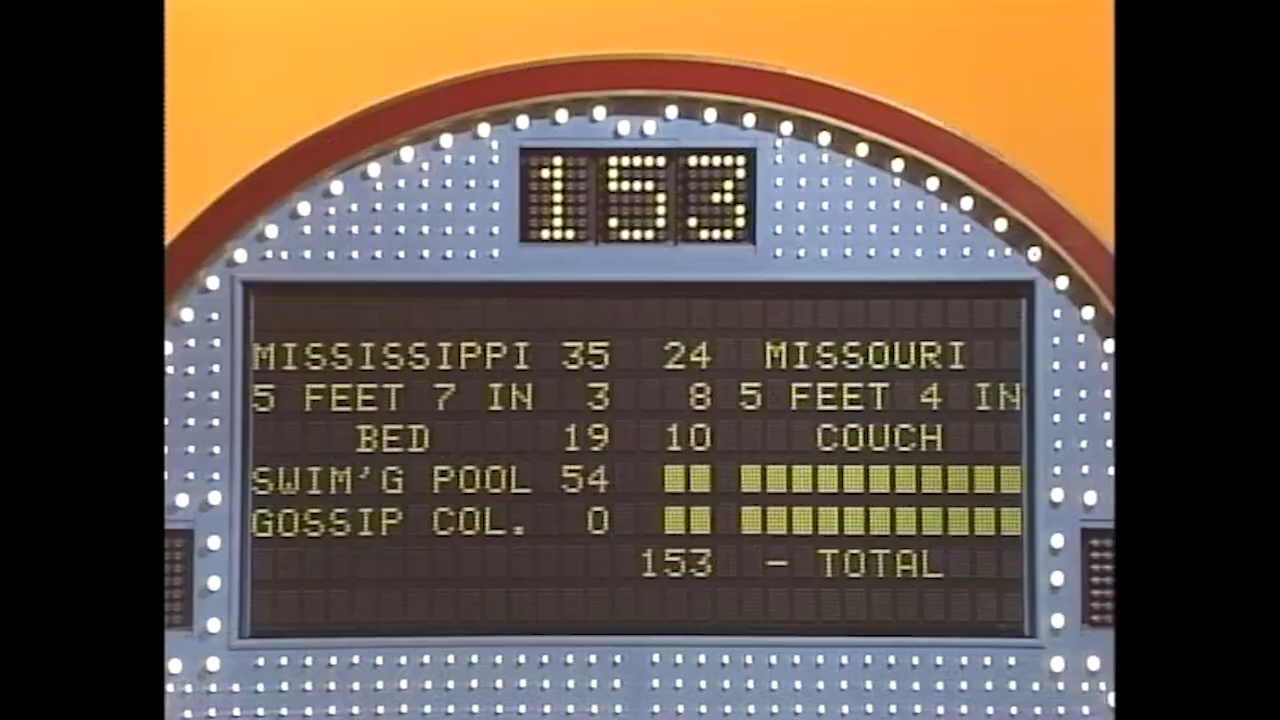 153
MISSISSIPPI 35 24 MISSOURI
5 FEET 7 IN 3 8 5 FEET 4 IN
BED 19 10 COUCH
SWIM'G POOL 54
GOSSIP COL. 0
153 - TOTAL